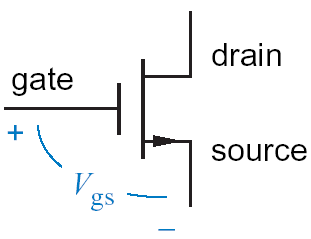 drain
gate
+
source
Vgs
−